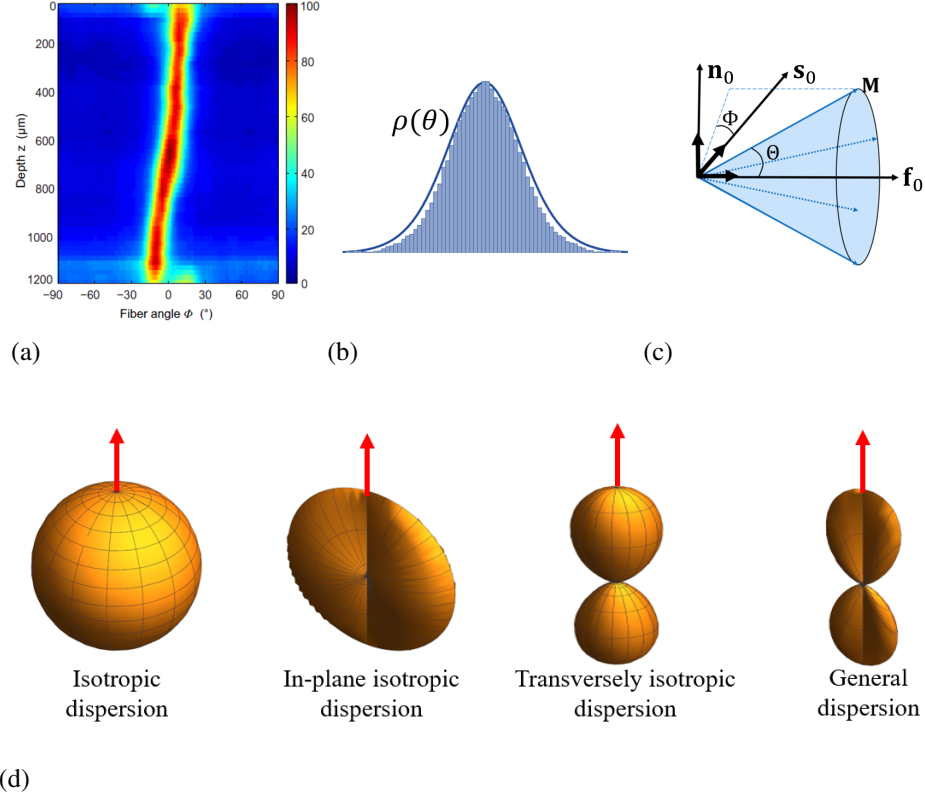 0
200
400
600
800
1000
1200
Depth z (µm)
−90
−60
−30
0
30
60
90
Fiber angle Φ (°)
100
80
60
40
20
0
ρ(θ)
n₀
s₀
M
Φ
Θ
f₀
(a)
(b)
(c)
Isotropic
dispersion
In-plane isotropic
dispersion
Transversely isotropic
dispersion
General
dispersion
(d)